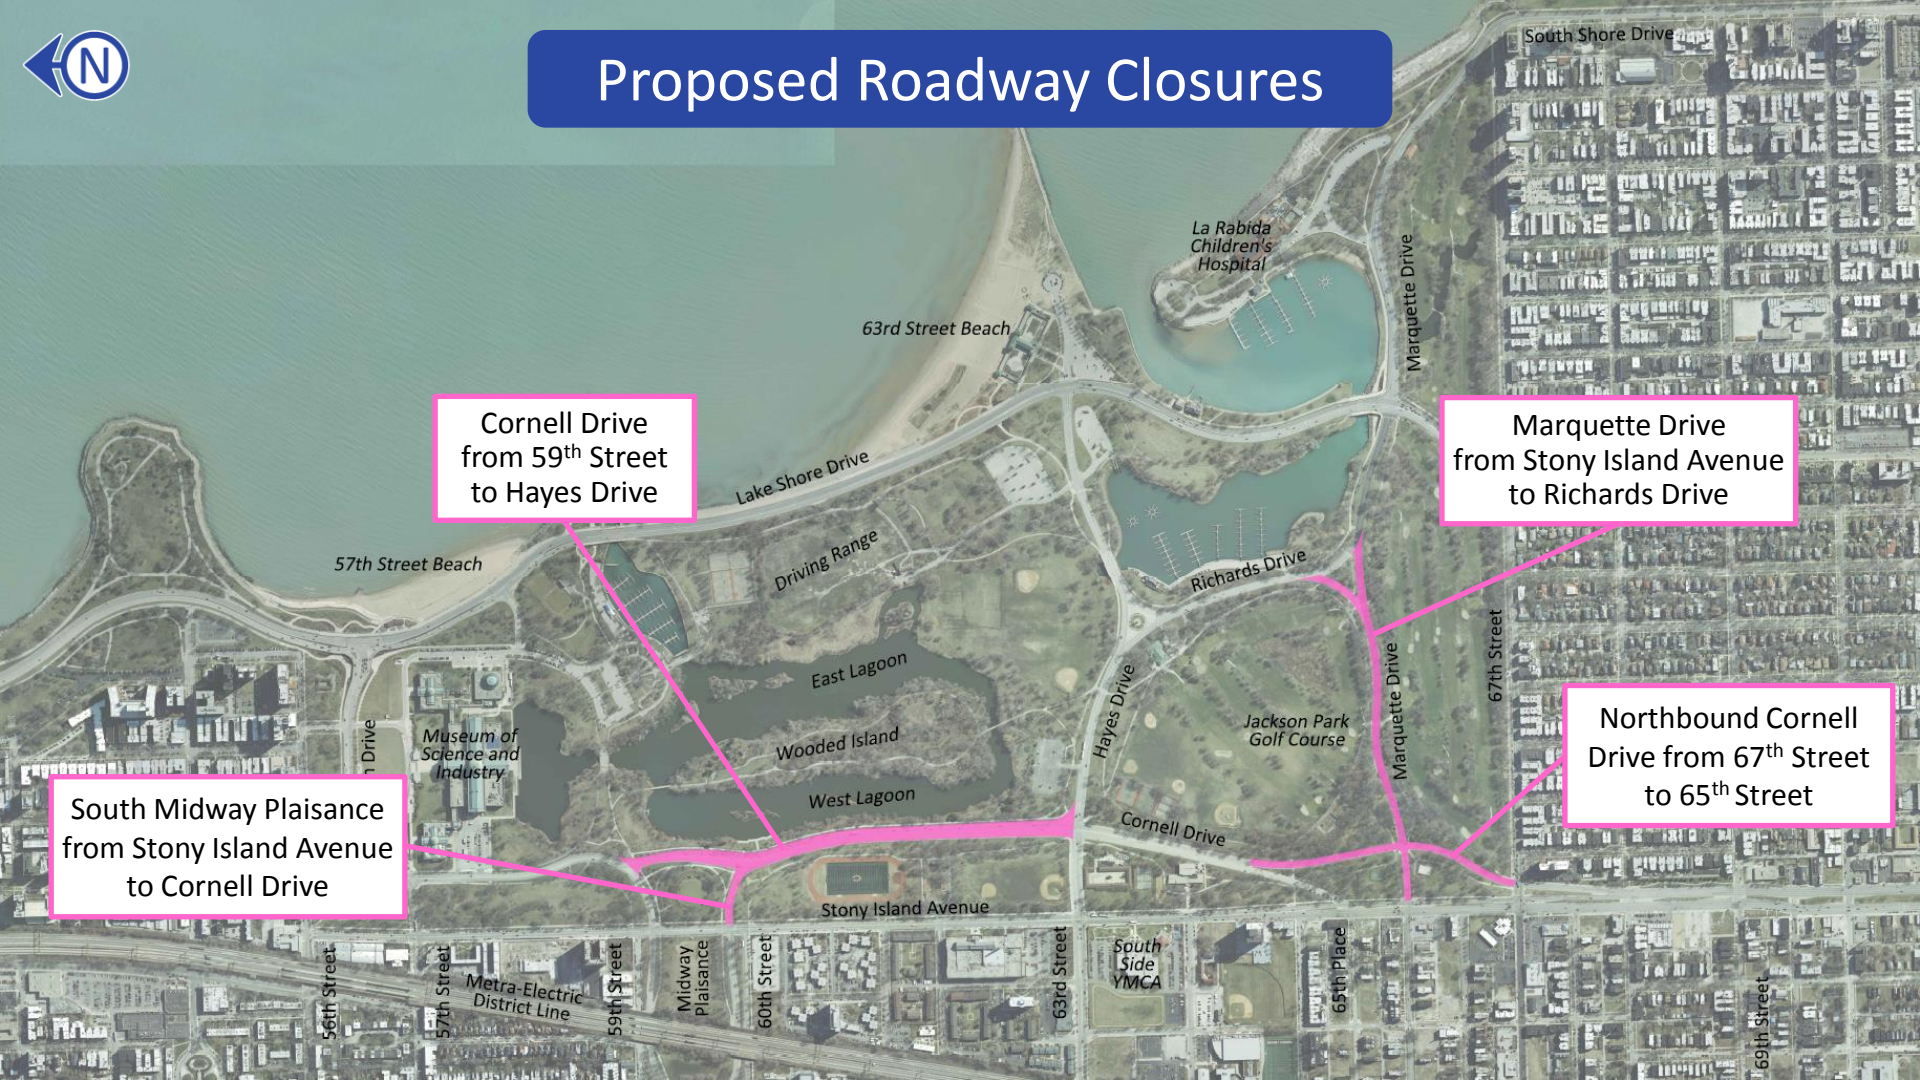 N
Proposed Roadway Closures
South Shore Drive
La Rabida
Children's
Hospital
Marquette Drive
63rd Street Beach
Cornell Drive
from 59th Street
to Hayes Drive
Marquette Drive
from Stony Island Avenue
to Richards Drive
Lake Shore Drive
57th Street Beach
Driving Range
Richards Drive
67th Street
East Lagoon
Hayes Drive
Marquette Drive
Jackson Park
Golf Course
Wooded Island
Museum of
Science and
Industry
n Drive
Northbound Cornell
Drive from 67th Street
to 65th Street
West Lagoon
South Midway Plaisance
from Stony Island Avenue
to Cornell Drive
Cornell Drive
Stony Island Avenue
56th Street
57th Street
Metra-Electric
District Line
59th Street
Midway
Plaisance
60th Street
63rd Street
South
Side
YMCA
65th Place
69th Street